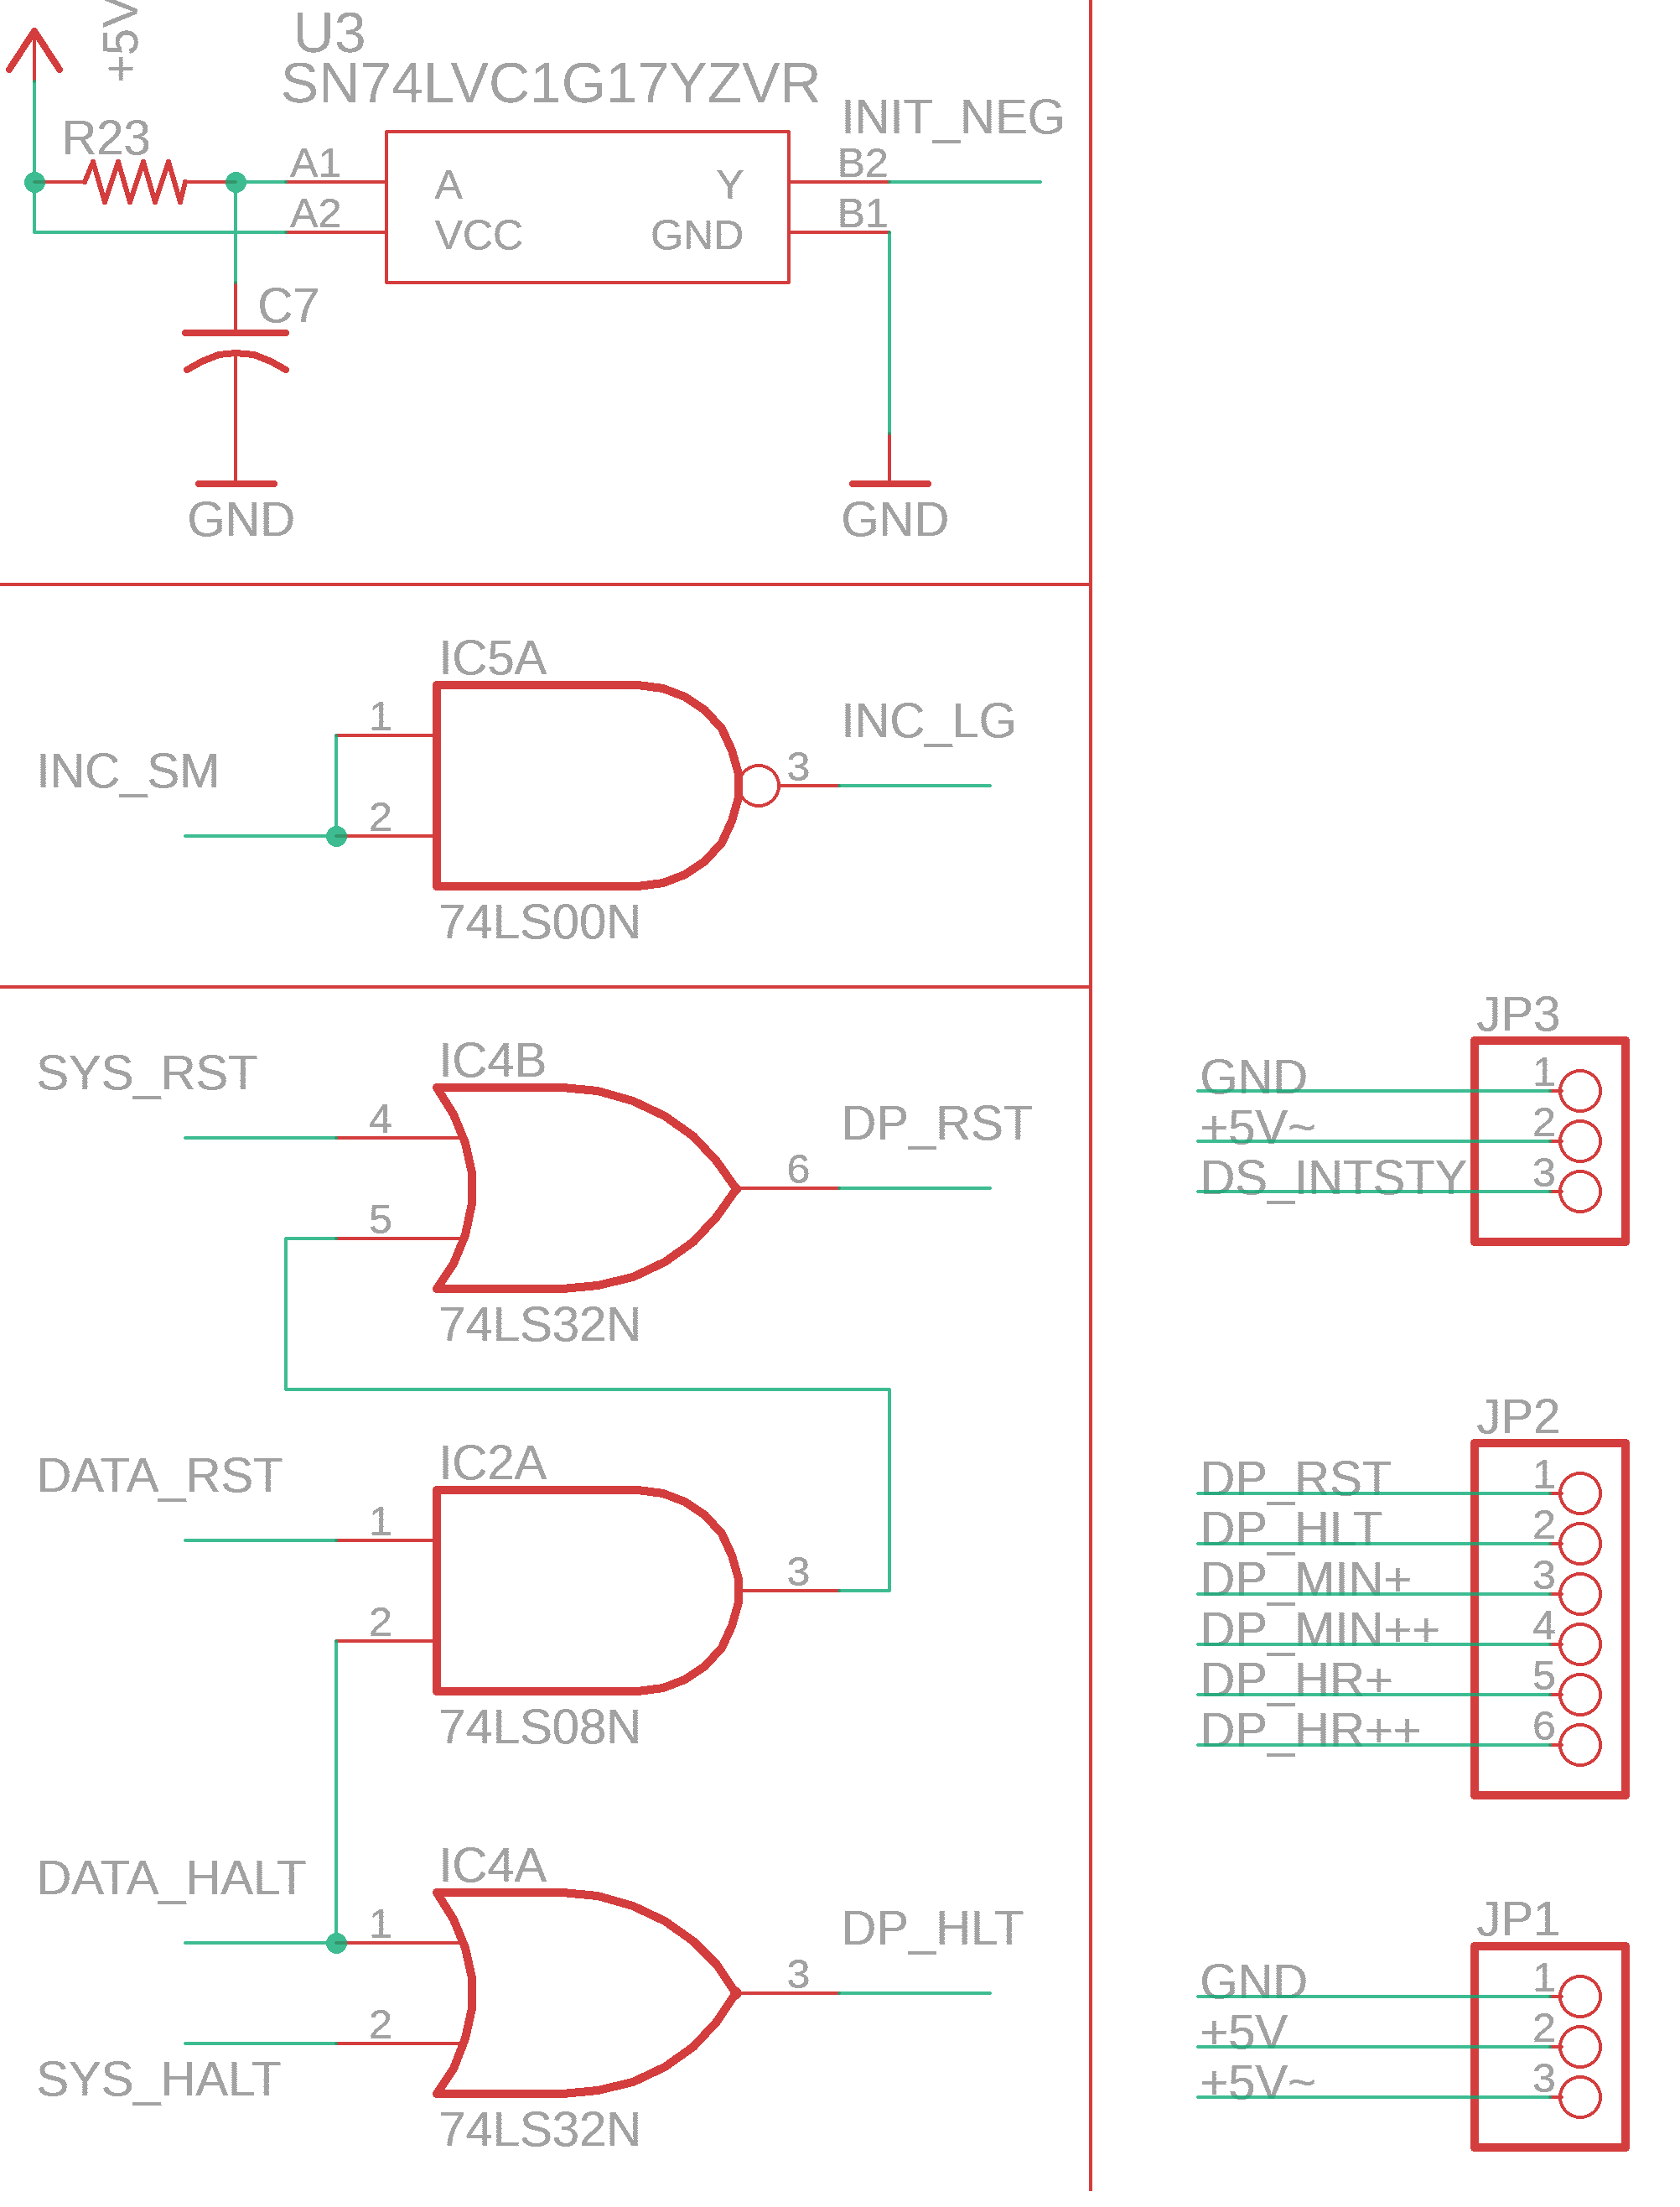 +5V
U3
SN74LVC1G17YZVR
INIT_NEG
R23
A1
A
Y
B2
A2
VCC
GND
B1
C7
GND
GND
IC5A
1
INC_LG
INC_SM
3
2
74LS00N
IC4B
SYS_RST
4
DP_RST
6
5
74LS32N
IC2A
DATA_RST
1
3
2
74LS08N
IC4A
DATA_HALT
1
DP_HLT
3
2
SYS_HALT
74LS32N
JP3
GND 1
+5V~ 2
DS_INTSTY 3
JP2
DP_RST 1
DP_HLT 2
DP_MIN+ 3
DP_MIN++ 4
DP_HR+ 5
DP_HR++ 6
JP1
GND 1
+5V 2
+5V~ 3